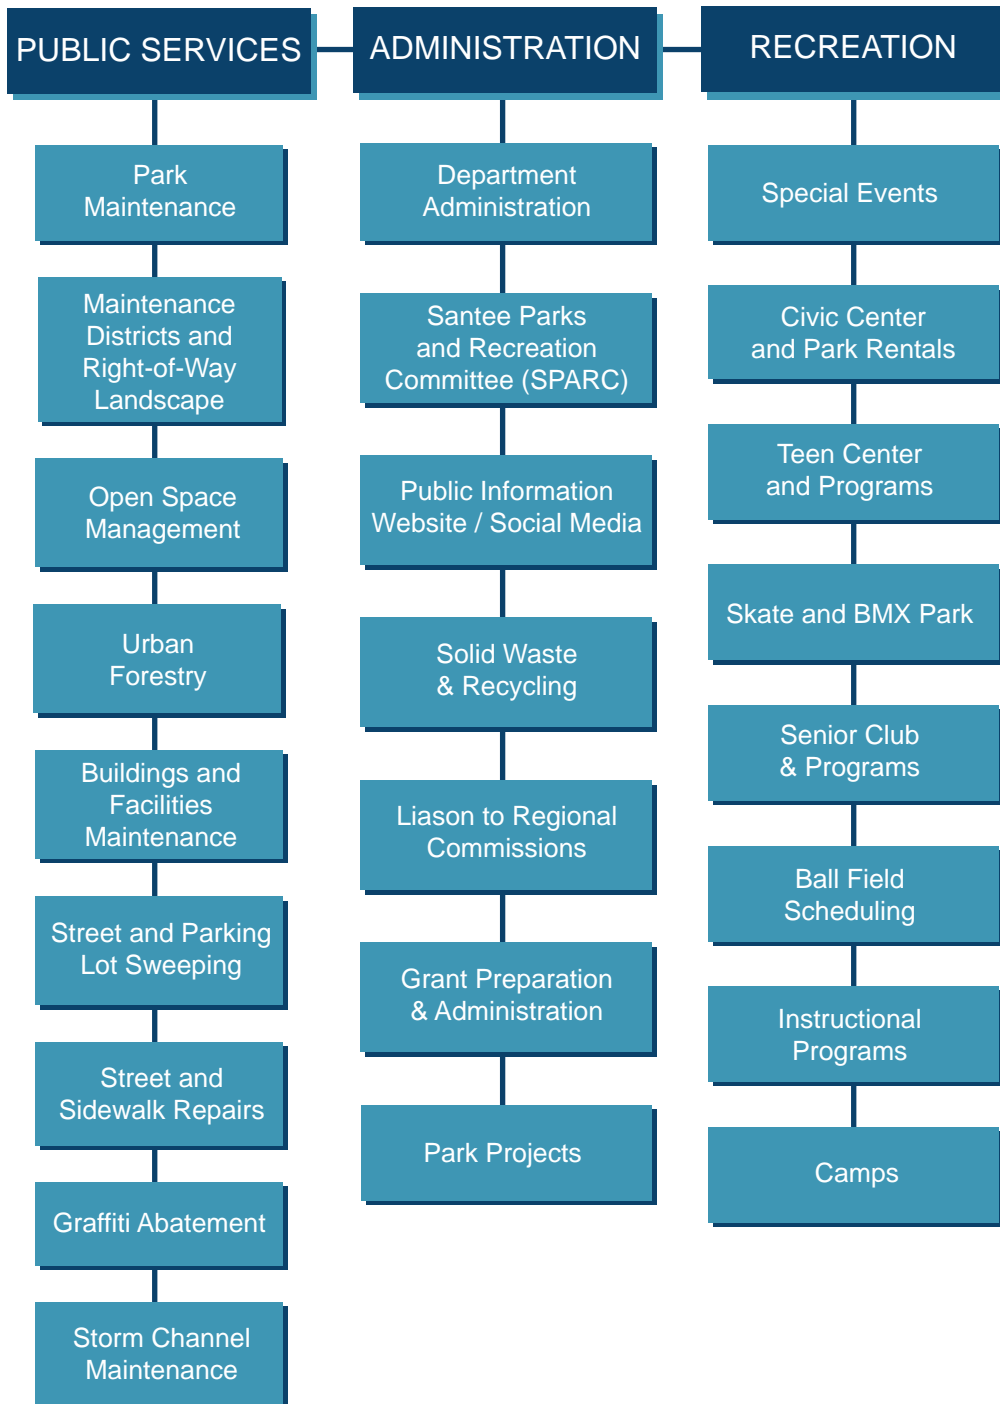 PUBLIC SERVICES
Park
Maintenance
Maintenance
Districts and
Right-of-Way
Landscape
Open Space
Management
Urban
Forestry
Buildings and
Facilities
Maintenance
Street and Parking
Lot Sweeping
Street and
Sidewalk Repairs
Graffiti Abatement
Storm Channel
Maintenance
ADMINISTRATION
Department
Administration
Santee Parks
and Recreation
Committee (SPARC)
Public Information
Website / Social Media
Solid Waste
& Recycling
Liason to Regional
Commissions
Grant Preparation
& Administration
Park Projects
RECREATION
Special Events
Civic Center
and Park Rentals
Teen Center
and Programs
Skate and BMX Park
Senior Club
& Programs
Ball Field
Scheduling
Instructional
Programs
Camps